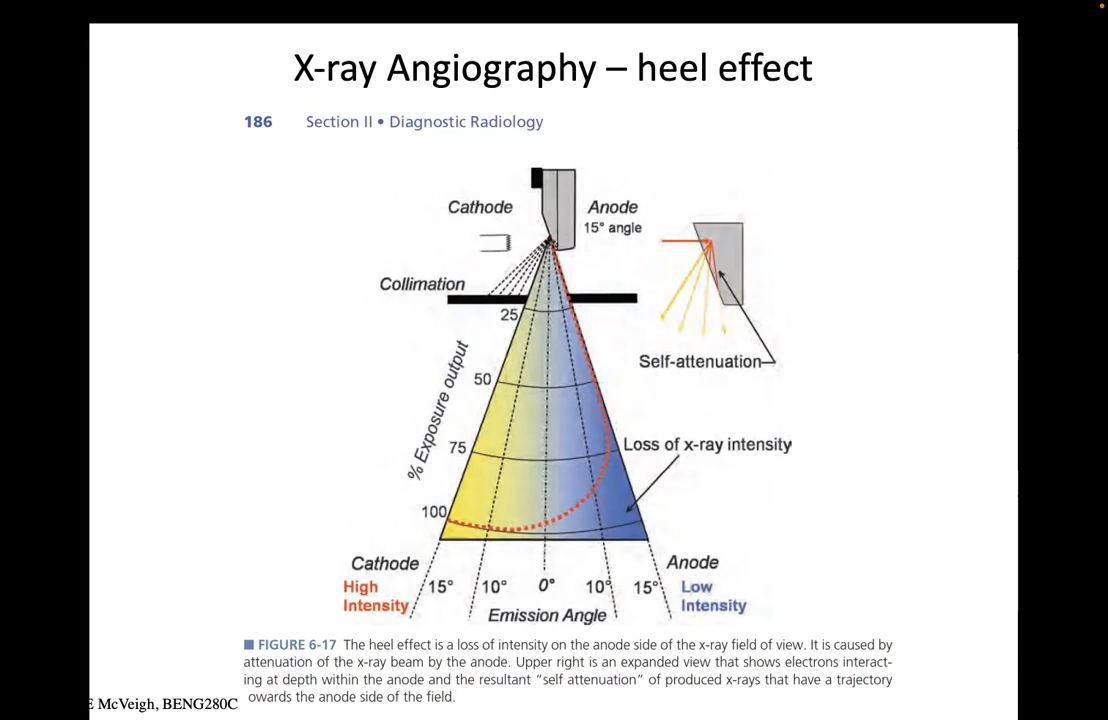 X-ray Angiography – heel effect
186 Section II • Diagnostic Radiology
Cathode
Anode
15° angle
Collimation
25
Self-attenuation
50
% Exposure output
75
Loss of x-ray intensity
100
Cathode
Anode
High
Intensity
15° 10° 0° 10° 15°
Low
Intensity
Emission Angle
FIGURE 6-17 The heel effect is a loss of intensity on the anode side of the x-ray field of view. It is caused by
attenuation of the x-ray beam by the anode. Upper right is an expanded view that shows electrons interact-
ing at depth within the anode and the resultant “self attenuation” of produced x-rays that have a trajectory
owards the anode side of the field.
E McVeigh, BENG280C